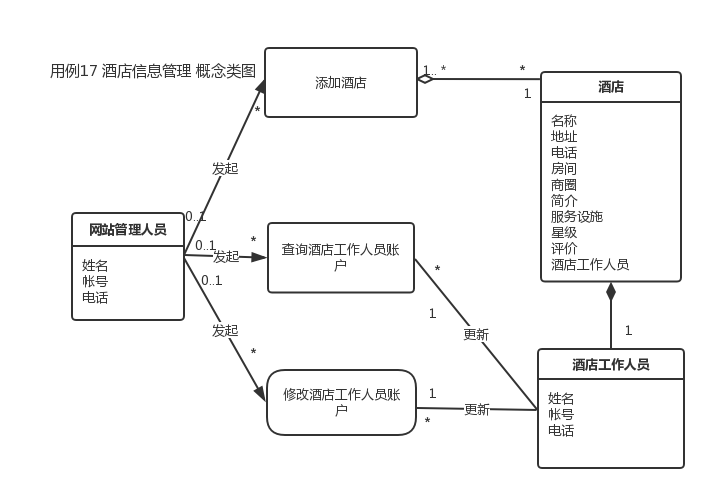 用例17 酒店信息管理 概念类图
添加酒店
1.. *
*
1
酒店
名称
地址
电话
房间
商圈
简介
服务设施
星级
评价
酒店工作人员
*
发起
0..1
网站管理人员
姓名
帐号
电话
0..1
发起
*
查询酒店工作人员账
户
*
1
更新
0..1
发起
*
修改酒店工作人员账
户
1
更新
*
1
酒店工作人员
姓名
帐号
电话